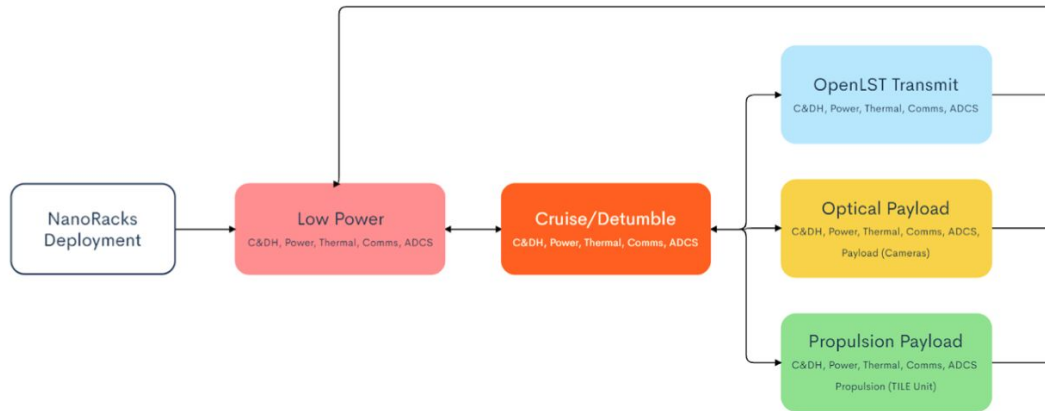 OpenLST Transmit
C&DH, Power, Thermal, Comms, ADCS
NanoRacks
Deployment
Low Power
C&DH, Power, Thermal, Comms, ADCS
Cruise/Detumble
C&DH, Power, Thermal, Comms, ADCS
Optical Payload
C&DH, Power, Thermal, Comms, ADCS,
Payload (Cameras)
Propulsion Payload
C&DH, Power, Thermal, Comms, ADCS
Propulsion (TILE Unit)